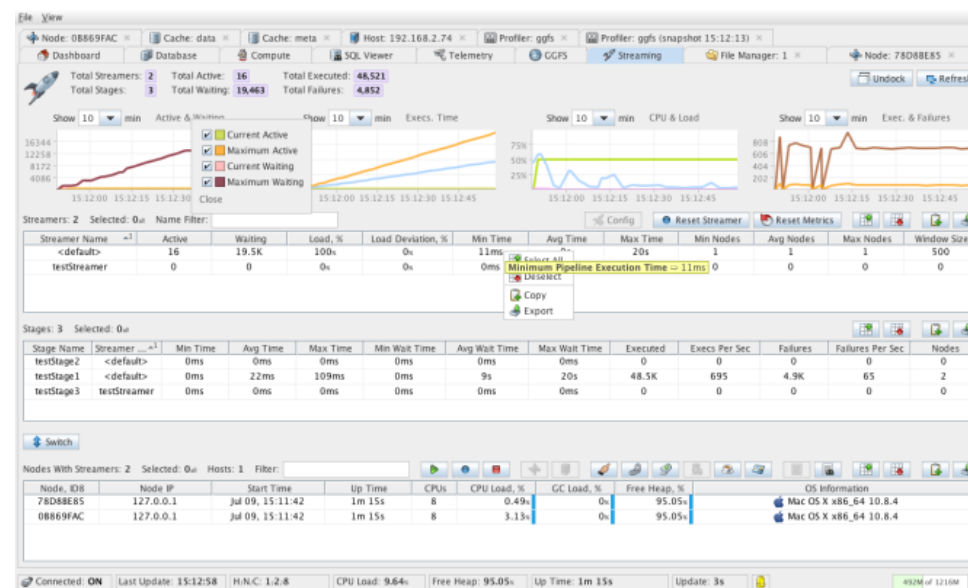 File View
Node: 0B869FAC Cache: data Cache: meta Host: 192.168.2.74 Profiler: ggfs Profiler: ggfs (snapshot 15:12:13)
Dashboard Database Compute SQL Viewer Telemetry GGFS Streaming File Manager: 1 Node: 78D88E85
Total Streamers: 2 Total Active: 16 Total Executed: 48,521
Total Stages: 3 Total Waiting: 19,463 Total Failures: 4,852
Undock Refres
Show 10 min Active & Waiting Show 10 min Execs. Time Show 10 min CPU & Load Show 10 min Exec. & Failures
Current Active
Maximum Active
Current Waiting
Maximum Waiting
Close
16344
12258
8172
4086
75%
50%
25%
808
606
404
202
15:12:00 15:12:15 15:12:30 15:12:00 15:12:15 15:12:30 15:12:45 15:12:00 15:12:15 15:12:30 15:12:45 15:12:00 15:12:15 15:12:30 15:12:45
Streamers: 2 Selected: 0 Name Filter: Config Reset Streamer Reset Metrics
Streamer Name Active Waiting Load, % Load Deviation, % Min Time Avg Time Max Time Min Nodes Avg Nodes Max Nodes Window Size
<default> 16 19.5K 100% 0% 11ms 20s 1 1 1 500
testStreamer 0 0 0% 0% 0ms
Select All
Minimum Pipeline Execution Time = 11ms
Deselect
Copy
Export
Stages: 3 Selected: 0
Stage Name Streamer ... Min Time Avg Time Max Time Min Wait Time Avg Wait Time Max Wait Time Executed Execs Per Sec Failures Failures Per Sec Nodes
testStage2 <default> 0ms 0ms 0ms 0ms 0ms 0ms 0 0 0 0 0
testStage1 <default> 0ms 22ms 109ms 0ms 9s 20s 48.5K 695 4.9K 65 2
testStage3 testStreamer 0ms 0ms 0ms 0ms 0ms 0ms 0 0 0 0 0
Switch
Nodes With Streamers: 2 Selected: 0 Hosts: 1 Filter:
Node, ID8 Node IP Start Time Up Time CPUs CPU Load, % GC Load, % Free Heap, % OS Information
78D88E85 127.0.0.1 Jul 09, 15:11:42 1m 15s 8 0.49% 0% 95.05% Mac OS X x86_64 10.8.4
0B869FAC 127.0.0.1 Jul 09, 15:11:42 1m 15s 8 3.13% 0% 95.05% Mac OS X x86_64 10.8.4
Connected: ON Last Update: 15:12:58 H:N:C: 1:2:8 CPU Load: 9.64% Free Heap: 95.05% Up Time: 1m 15s Update: 3s 492M of 1216M